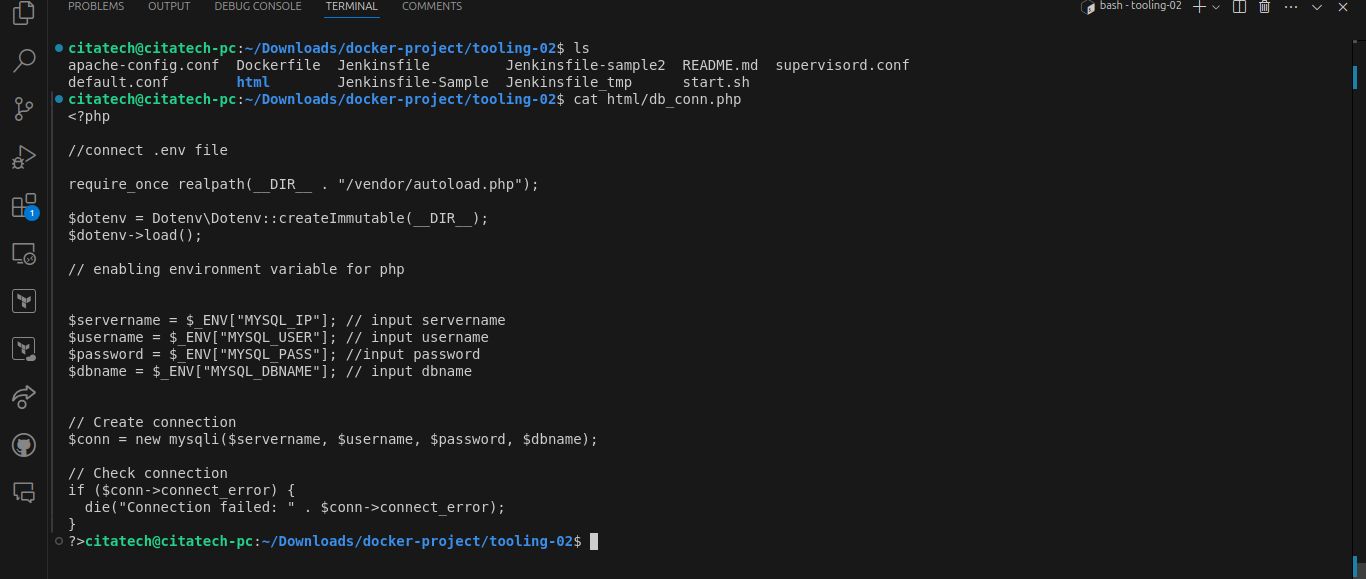 PROBLEMS OUTPUT DEBUG CONSOLE TERMINAL COMMENTS bash - tooling-02
citatech@citatech-pc:~/Downloads/docker-project/tooling-02$ ls
apache-config.conf  Dockerfile  Jenkinsfile         Jenkinsfile-sample2  README.md  supervisord.conf
default.conf        html        Jenkinsfile-Sample  Jenkinsfile_tmp      start.sh
citatech@citatech-pc:~/Downloads/docker-project/tooling-02$ cat html/db_conn.php
<?php
//connect .env file
require_once realpath(__DIR__ . "/vendor/autoload.php");
$dotenv = Dotenv\Dotenv::createImmutable(__DIR__);
$dotenv->load();
// enabling environment variable for php
$servername = $_ENV["MYSQL_IP"]; // input servername
$username = $_ENV["MYSQL_USER"]; // input username
$password = $_ENV["MYSQL_PASS"]; //input password
$dbname = $_ENV["MYSQL_DBNAME"]; // input dbname
// Create connection
$conn = new mysqli($servername, $username, $password, $dbname);
// Check connection
if ($conn->connect_error) {
  die("Connection failed: " . $conn->connect_error);
}
?>citatech@citatech-pc:~/Downloads/docker-project/tooling-02$
1